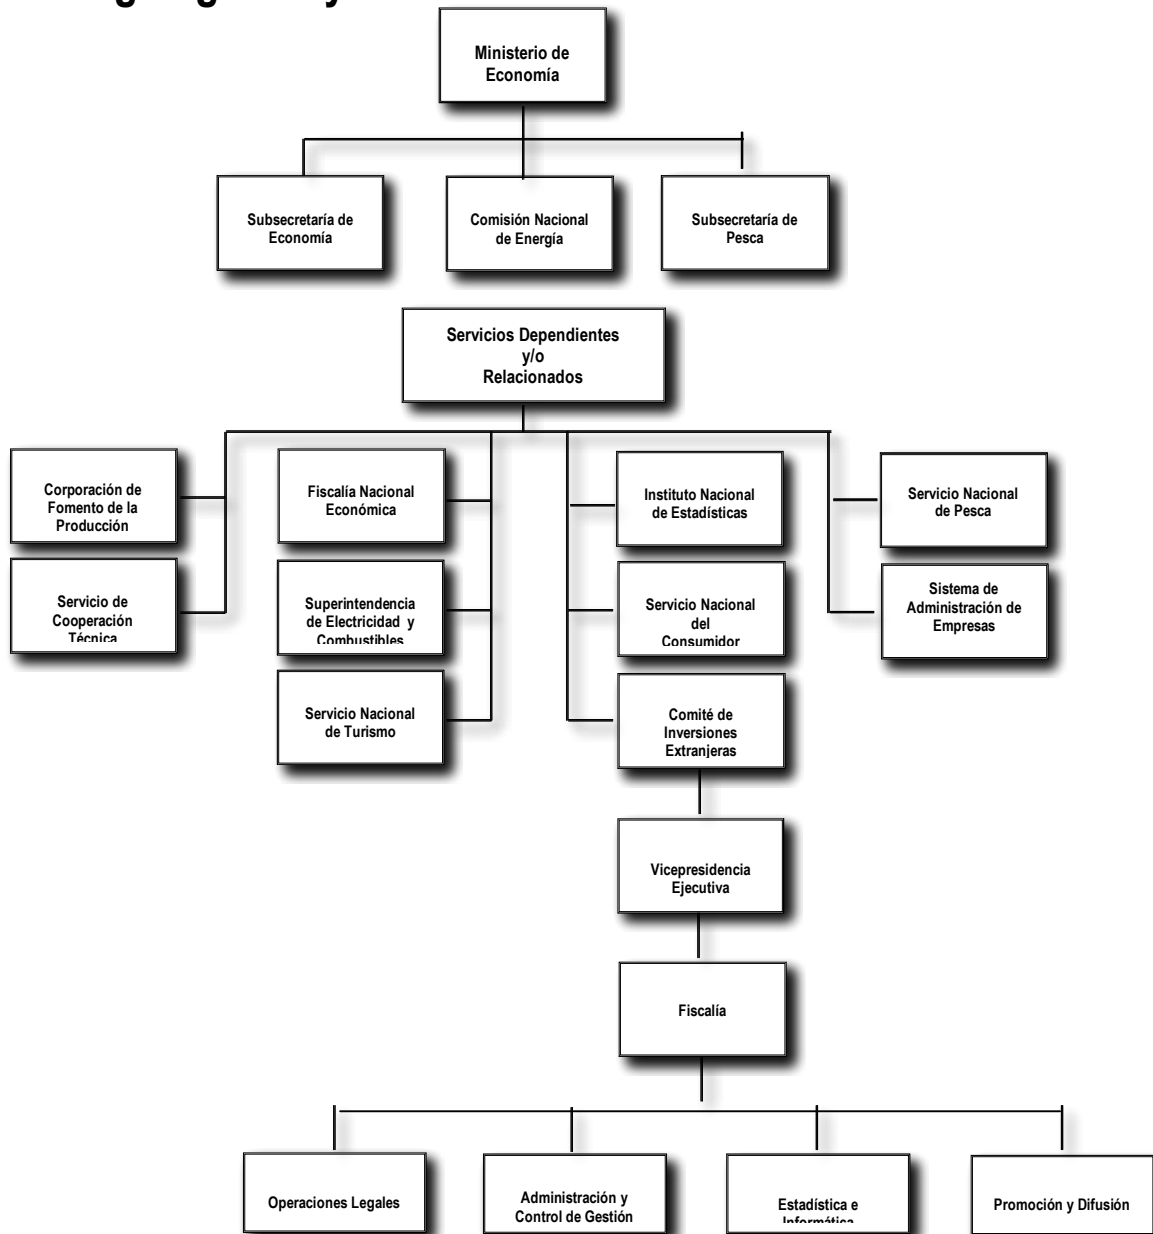 Ministerio de
Economía
Subsecretaría de
Economía
Comisión Nacional
de Energía
Subsecretaría de
Pesca
Servicios Dependientes
y/o
Relacionados
Corporación de
Fomento de la
Producción
Fiscalía Nacional
Económica
Instituto Nacional
de Estadísticas
Servicio Nacional
de Pesca
Servicio de
Cooperación
Técnica
Superintendencia
de Electricidad y
Combustibles
Servicio Nacional
del
Consumidor
Sistema de
Administración de
Empresas
Servicio Nacional
de Turismo
Comité de
Inversiones
Extranjeras
Vicepresidencia
Ejecutiva
Fiscalía
Operaciones Legales
Administración y
Control de Gestión
Estadística e
Informática
Promoción y Difusión